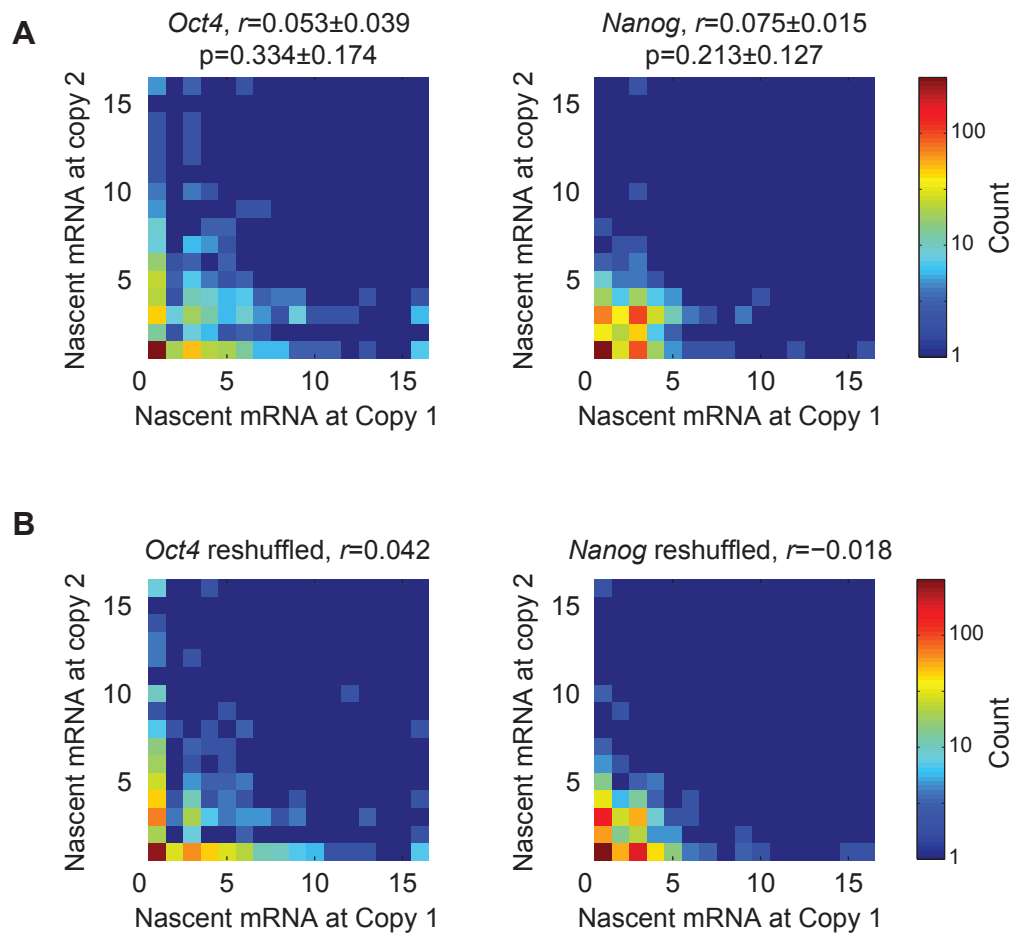 A
Oct4, r=0.053±0.039
p=0.334±0.174
Nanog, r=0.075±0.015
p=0.213±0.127
Nascent mRNA at copy 2
15
10
5
0
5
10
15
Nascent mRNA at Copy 1
Nascent mRNA at copy 2
15
10
5
0
5
10
15
Nascent mRNA at Copy 1
100
10
1
Count
B
Oct4 reshuffled, r=0.042
Nanog reshuffled, r=−0.018
Nascent mRNA at copy 2
15
10
5
0
5
10
15
Nascent mRNA at Copy 1
Nascent mRNA at copy 2
15
10
5
0
5
10
15
Nascent mRNA at Copy 1
100
10
1
Count